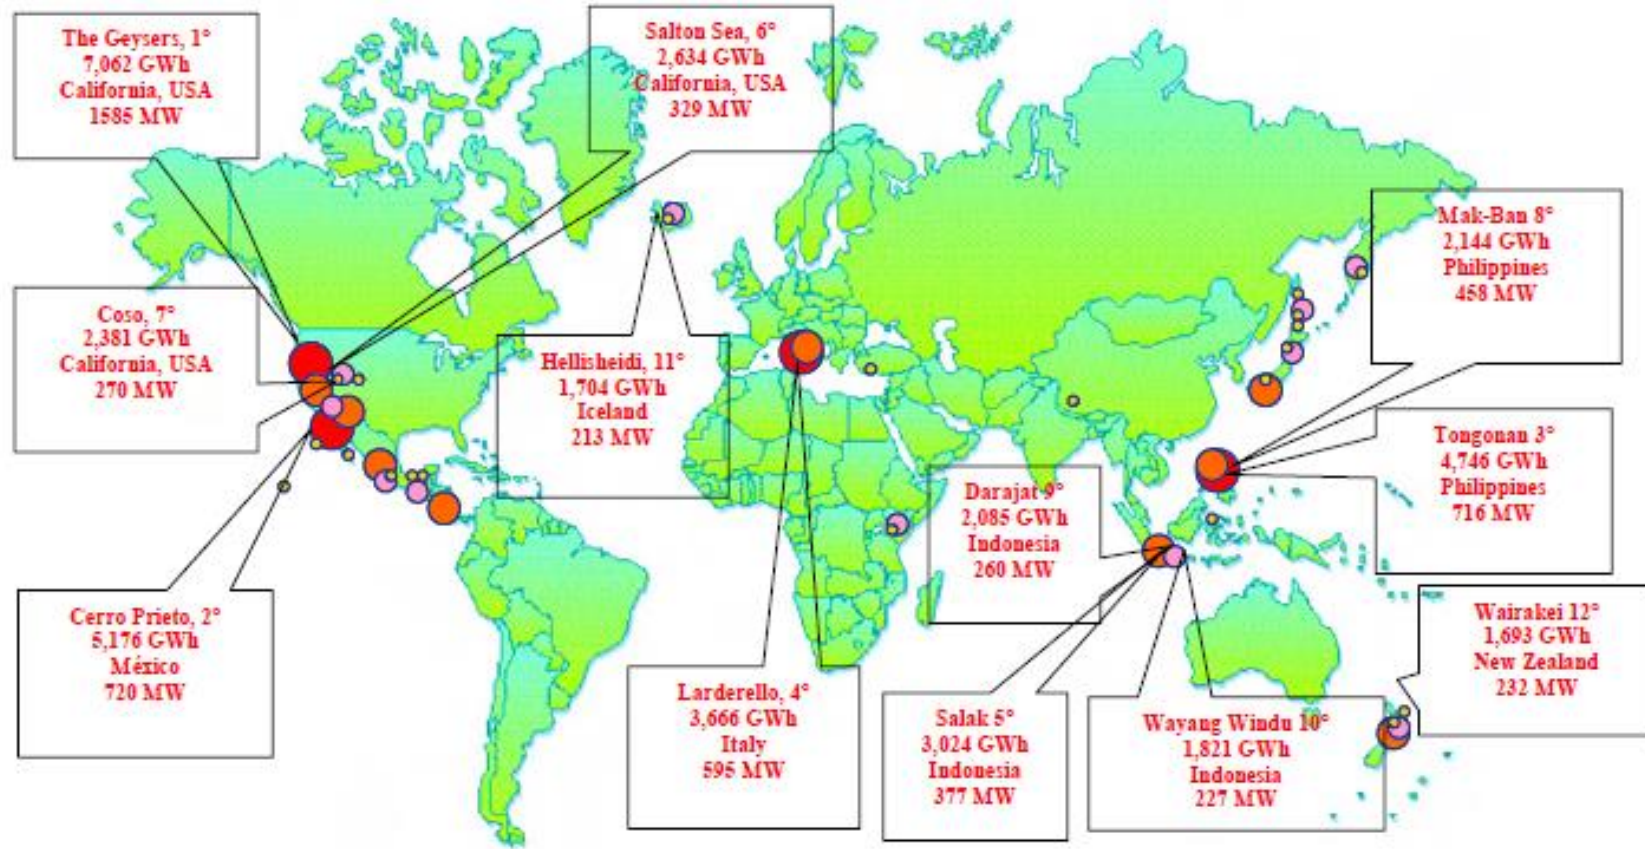 The Geysers, 1°
7,062 GWh
California, USA
1585 MW
Salton Sea, 6°
2,634 GWh
California, USA
329 MW
Mak-Ban 8°
2,144 GWh
Philippines
458 MW
Coso, 7°
2,381 GWh
California, USA
270 MW
Hellisheidi, 11°
1,704 GWh
Iceland
213 MW
Tongonan 3°
4,746 GWh
Philippines
716 MW
Darajat 9°
2,085 GWh
Indonesia
260 MW
Cerro Prieto, 2°
5,176 GWh
México
720 MW
Larderello, 4°
3,666 GWh
Italy
595 MW
Salak 5°
3,024 GWh
Indonesia
377 MW
Wayang Windu 10°
1,821 GWh
Indonesia
227 MW
Wairakei 12°
1,693 GWh
New Zealand
232 MW